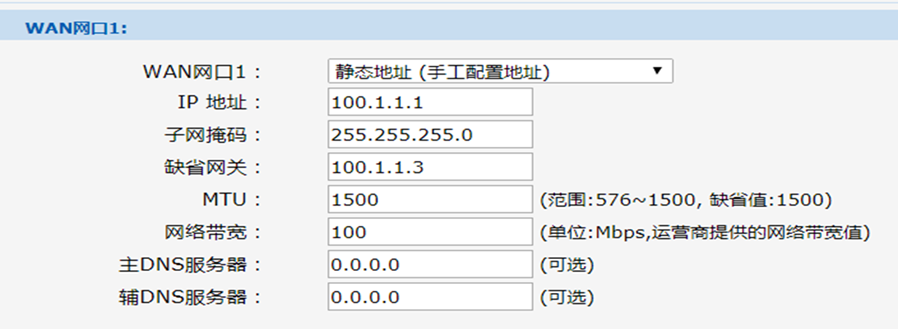 WAN网口1:
WAN网口1： 静态地址 (手工配置地址)
IP 地址： 100.1.1.1
子网掩码： 255.255.255.0
缺省网关： 100.1.1.3
MTU： 1500 (范围:576~1500, 缺省值:1500)
网络带宽： 100 (单位:Mbps,运营商提供的网络带宽值)
主DNS服务器： 0.0.0.0 (可选)
辅DNS服务器： 0.0.0.0 (可选)